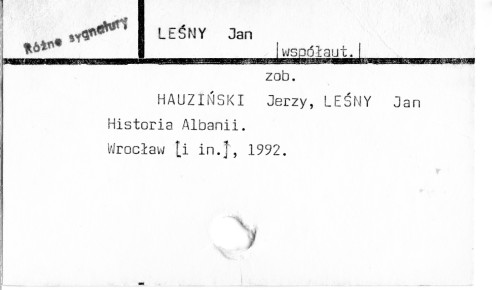 Różne sygnatury
LEŚNY Jan
|współaut.|
zob.
HAUZIŃSKI Jerzy, LEŚNY Jan
Historia Albanii.
Wrocław [i in.], 1992.